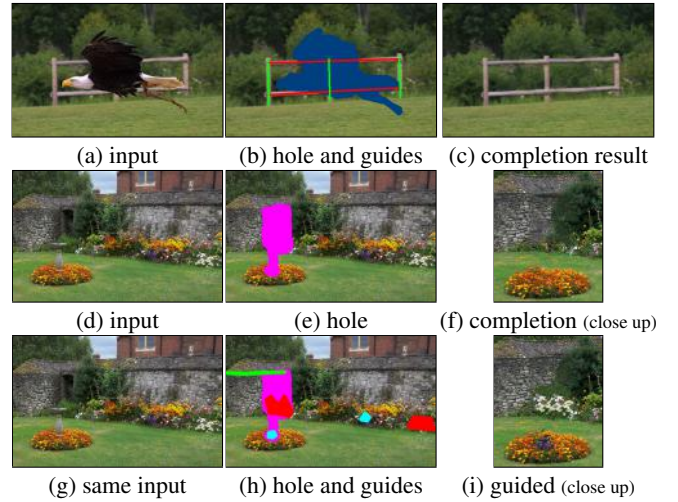 (a) input (b) hole and guides (c) completion result
(d) input (e) hole (f) completion (close up)
(g) same input (h) hole and guides (i) guided (close up)